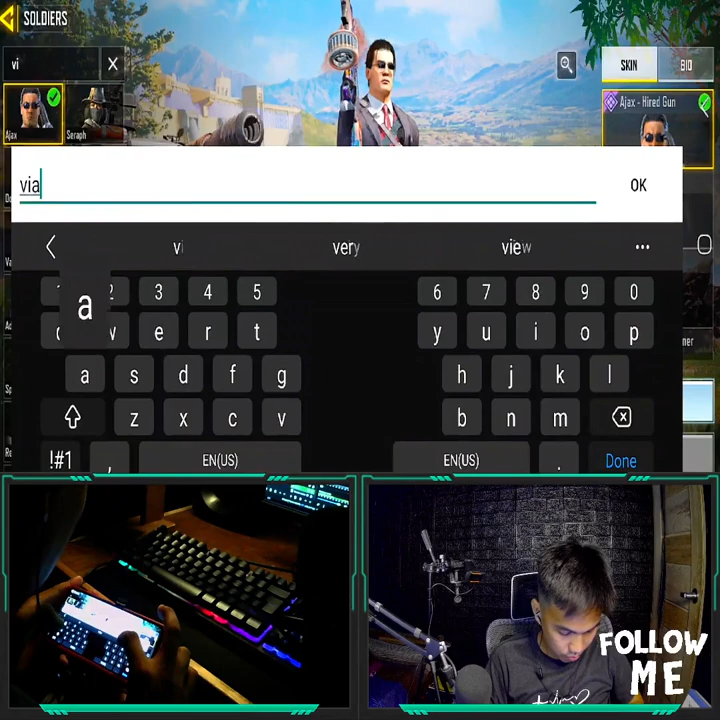 SOLDIERS
vi X
SKIN BIO
Ajax - Hired Gun
Ajax Seraph
via OK
vi very view •••
3 4 5 6 7 8 9 0
a
e r t y u i o p
a s d f g h j k l
z x c v b n m
!#1 , EN(US) EN(US) . Done
FOLLOW
ME